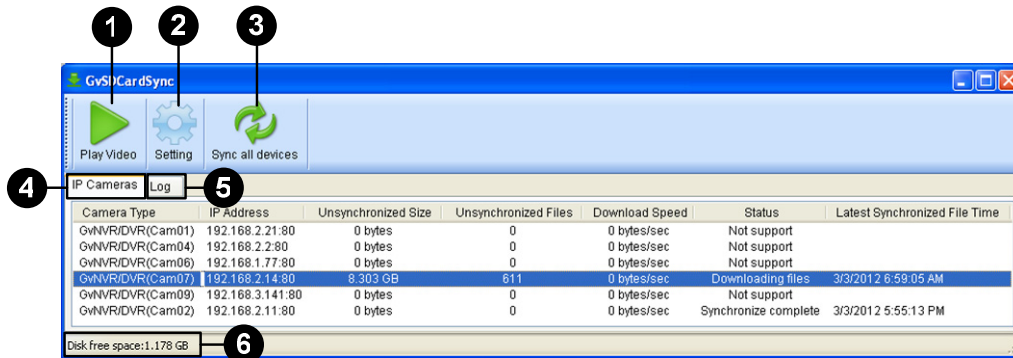 1 2 3
GvSDCardSync
Play Video Setting Sync all devices
4 IP Cameras Log 5
Camera Type IP Address Unsynchronized Size Unsynchronized Files Download Speed Status Latest Synchronized File Time
GvNVR/DVR(Cam01) 192.168.2.21:80 0 bytes 0 0 bytes/sec Not support
GvNVR/DVR(Cam04) 192.168.2.2:80 0 bytes 0 0 bytes/sec Not support
GvNVR/DVR(Cam06) 192.168.1.77:80 0 bytes 0 0 bytes/sec Not support
GvNVR/DVR(Cam07) 192.168.2.14:80 8.303 GB 611 0 bytes/sec Downloading files 3/3/2012 6:59:05 AM
GvNVR/DVR(Cam09) 192.168.3.141:80 0 bytes 0 0 bytes/sec Not support
GvNVR/DVR(Cam02) 192.168.2.11:80 0 bytes 0 0 bytes/sec Synchronize complete 3/3/2012 5:55:13 PM
Disk free space:1.178 GB 6